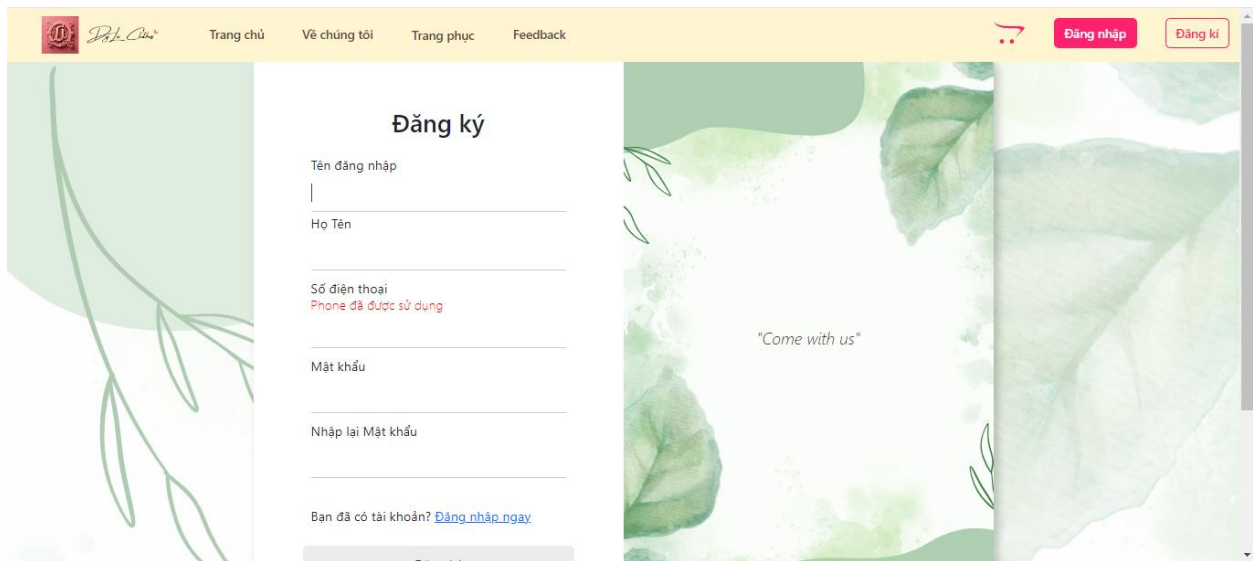 Trang chủ Về chúng tôi Trang phục Feedback Đăng nhập Đăng kí
Đăng ký
Tên đăng nhập
Họ Tên
Số điện thoại
Phone đã được sử dụng
Mật khẩu
Nhập lại Mật khẩu
Bạn đã có tài khoản? Đăng nhập ngay
"Come with us"